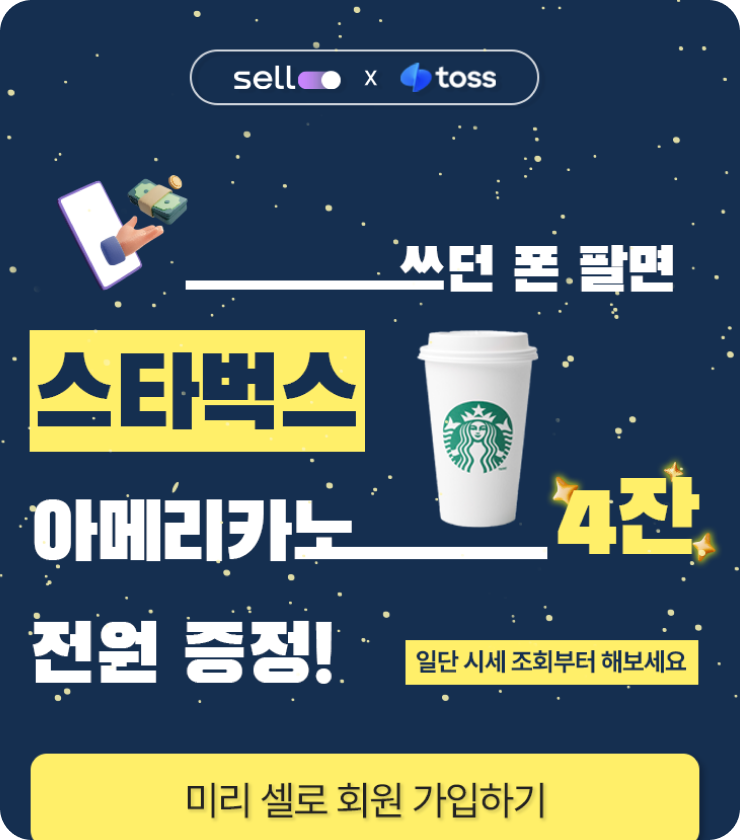 sell x toss
쓰던 폰 팔면
스타벅스
아메리카노 4잔
전원 증정!
일단 시세 조회부터 해보세요
미리 셀로 회원 가입하기